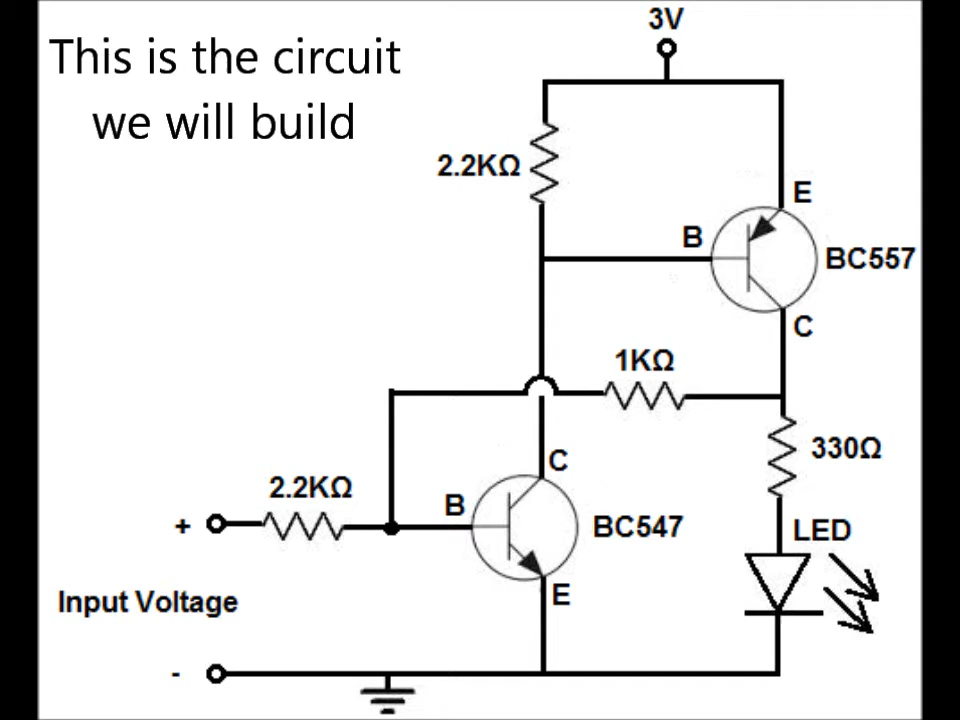 This is the circuit
we will build
3V
2.2KΩ
E
B
BC557
C
1KΩ
330Ω
C
2.2KΩ
B
BC547
LED
+
E
Input Voltage
-